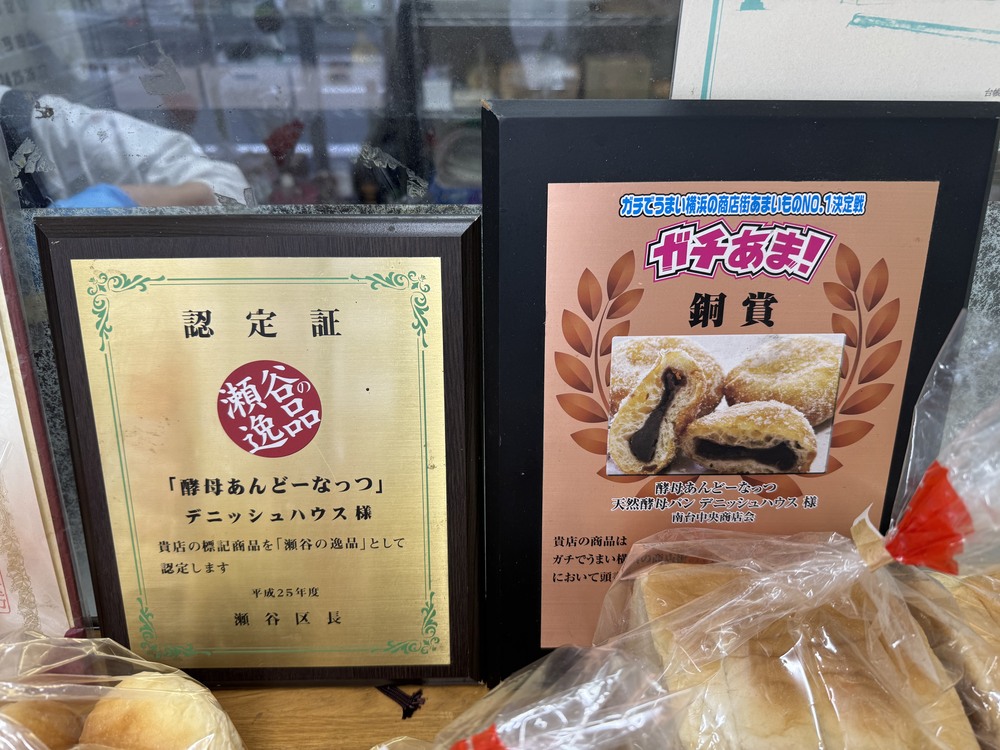 認定証
瀬谷の
逸品
「酵母あんどーなっつ」
デニッシュハウス様
貴店の標記商品を「瀬谷の逸品」として
認定します
平成25年度
瀬谷区長
ガチでうまい横浜の商店街あまいものNO.1決定戦
ガチあま!
銅賞
酵母あんどーなっつ
天然酵母パン デニッシュハウス 様
南台中央商店会
貴店の商品は
ガチでうまい横
において頭
台帳